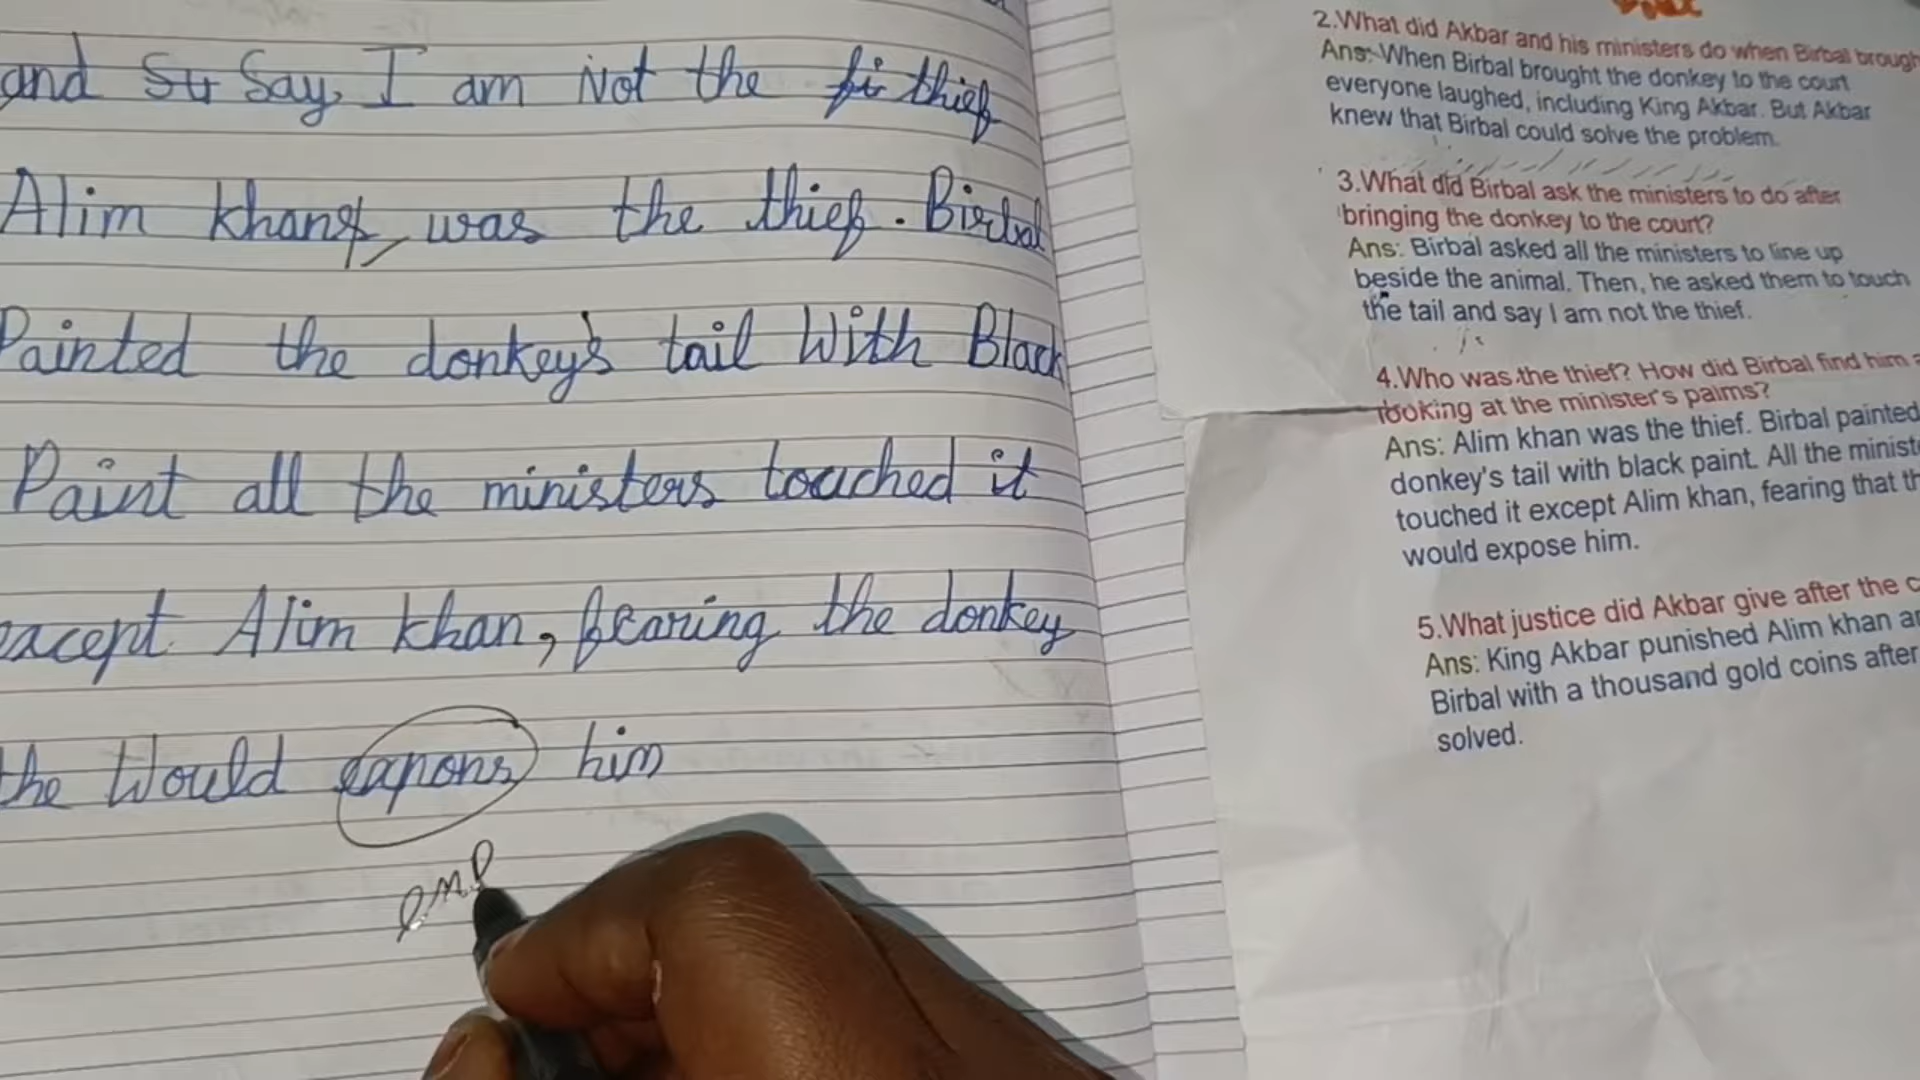 and Say, I am Not the thief
Alim khan, was the thief. Birbal
Painted the donkey's tail With Black
Paint all the ministers touched it
except Alim khan, fearing the donkey
the Would expons him
exp
2.What did Akbar and his ministers do when Birbal brough
Ans:-When Birbal brought the donkey to the court
everyone laughed, including King Akbar. But Akbar
knew that Birbal could solve the problem.
3.What did Birbal ask the ministers to do after
bringing the donkey to the court?
Ans: Birbal asked all the ministers to line up
beside the animal. Then, he asked them to touch
the tail and say I am not the thief.
4.Who was the thief? How did Birbal find him a
looking at the minister's palms?
Ans: Alim khan was the thief. Birbal painted
donkey's tail with black paint. All the minist
touched it except Alim khan, fearing that th
would expose him.
5.What justice did Akbar give after the c
Ans: King Akbar punished Alim khan an
Birbal with a thousand gold coins after
solved.